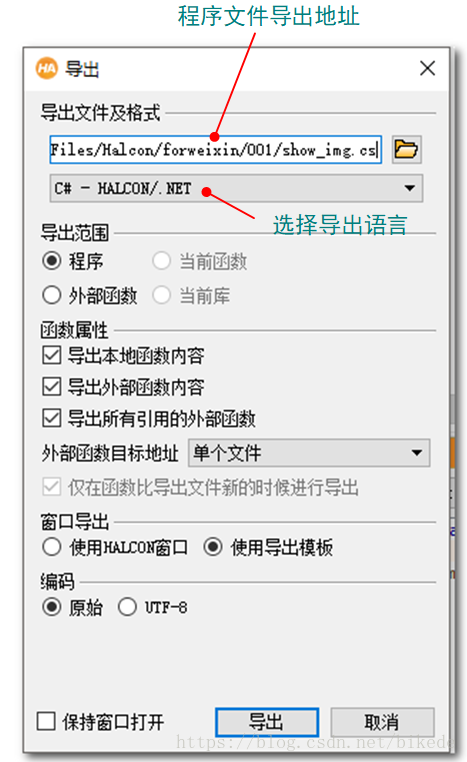 程序文件导出地址
HA 导出
导出文件及格式
Files/Halcon/forweixin/001/show_img.cs
C# - HALCON/.NET
选择导出语言
导出范围
程序 当前函数
外部函数 当前库
函数属性
导出本地函数内容
导出外部函数内容
导出所有引用的外部函数
外部函数目标地址 单个文件
仅在函数比导出文件新的时候进行导出
窗口导出
使用HALCON窗口 使用导出模板
编码
原始 UTF-8
保持窗口打开 导出 取消
https://blog.csdn.net/bikede